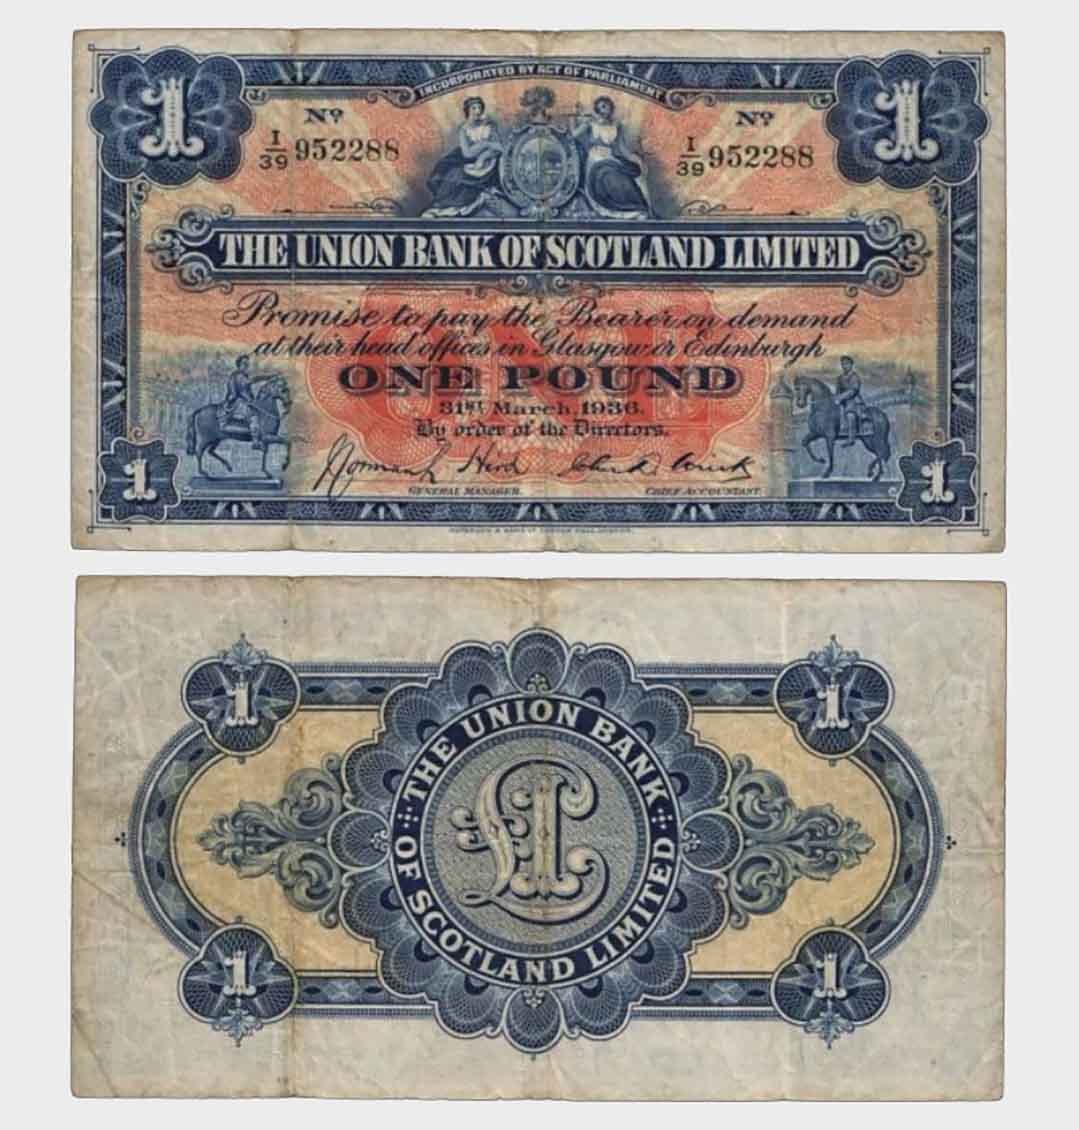 1
INCORPORATED BY ACT OF PARLIAMENT
1
Nº
I/39 952288
Nº
I/39 952288
THE UNION BANK OF SCOTLAND LIMITED
Promise to pay the Bearer on demand
at their head offices in Glasgow or Edinburgh
ONE
ONE POUND
31ST March, 1936.
By order of the Directors.
Norman L Hird
GENERAL MANAGER.
CHIEF ACCOUNTANT
1
1
1
1
THE UNION BANK
£1
OF SCOTLAND LIMITED
1
1